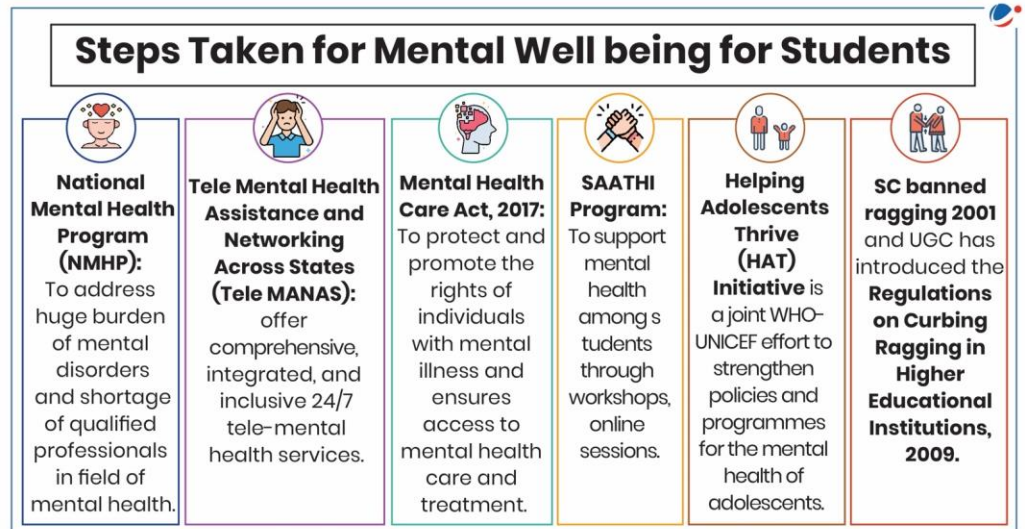 Steps Taken for Mental Well being for Students
National
Mental Health
Program
(NMHP):
To address
huge burden
of mental
disorders
and shortage
of qualified
professionals
in field of
mental health.
Tele Mental Health
Assistance and
Networking
Across States
(Tele MANAS):
offer
comprehensive,
integrated, and
inclusive 24/7
tele-mental
health services.
Mental Health
Care Act, 2017:
To protect and
promote the
rights of
individuals
with mental
illness and
ensures
access to
mental health
care and
treatment.
SAATHI
Program:
To support
mental
health
among s
tudents
through
workshops,
online
sessions.
Helping
Adolescents
Thrive
(HAT)
Initiative is
a joint WHO-
UNICEF effort to
strengthen
policies and
programmes
for the mental
health of
adolescents.
SC banned
ragging 2001
and UGC has
introduced the
Regulations
on Curbing
Ragging in
Higher
Educational
Institutions,
2009.